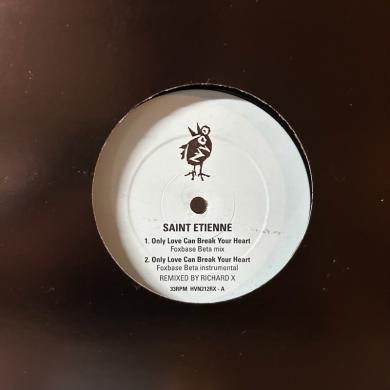 SAINT ETIENNE
1. Only Love Can Break Your Heart
Foxbase Beta mix
2. Only Love Can Break Your Heart
Foxbase Beta instrumental
REMIXED BY RICHARD X
33RPM HVN212RX - A